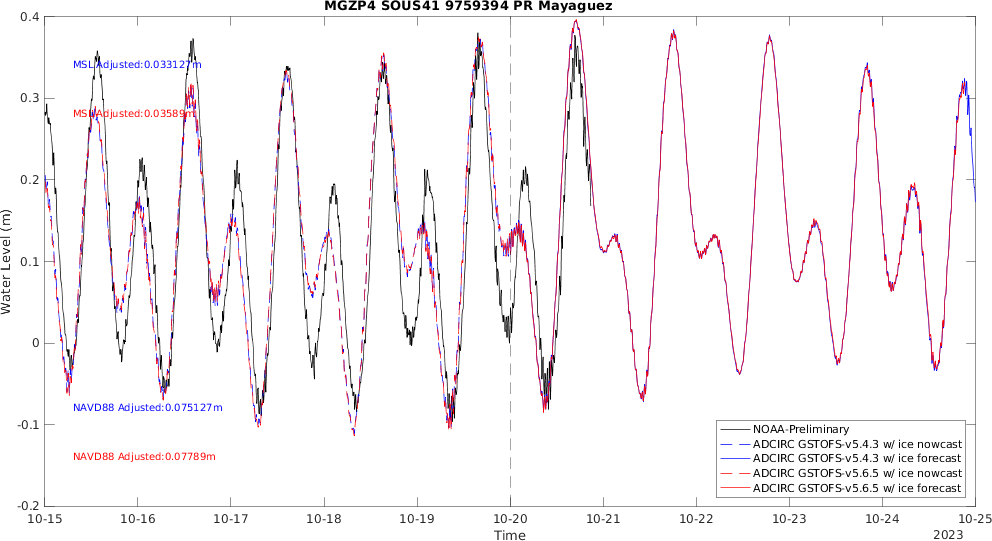 MGZP4 SOUS41 9759394 PR Mayaguez
Water Level (m)
0.4
0.3
0.2
0.1
0
-0.1
-0.2
MSL Adjusted:0.033127m
MSL Adjusted:0.03589m
NAVD88 Adjusted:0.075127m
NAVD88 Adjusted:0.07789m
NOAA-Preliminary
ADCIRC GSTOFS-v5.4.3 w/ ice nowcast
ADCIRC GSTOFS-v5.4.3 w/ ice forecast
ADCIRC GSTOFS-v5.6.5 w/ ice nowcast
ADCIRC GSTOFS-v5.6.5 w/ ice forecast
10-15 10-16 10-17 10-18 10-19 10-20 10-21 10-22 10-23 10-24 10-25
Time
2023